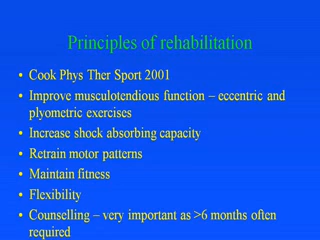 Principles of rehabilitation
• Cook Phys Ther Sport 2001
• Improve musculotendious function – eccentric and
plyometric exercises
• Increase shock absorbing capacity
• Retrain motor patterns
• Maintain fitness
• Flexibility
• Counselling – very important as >6 months often
required